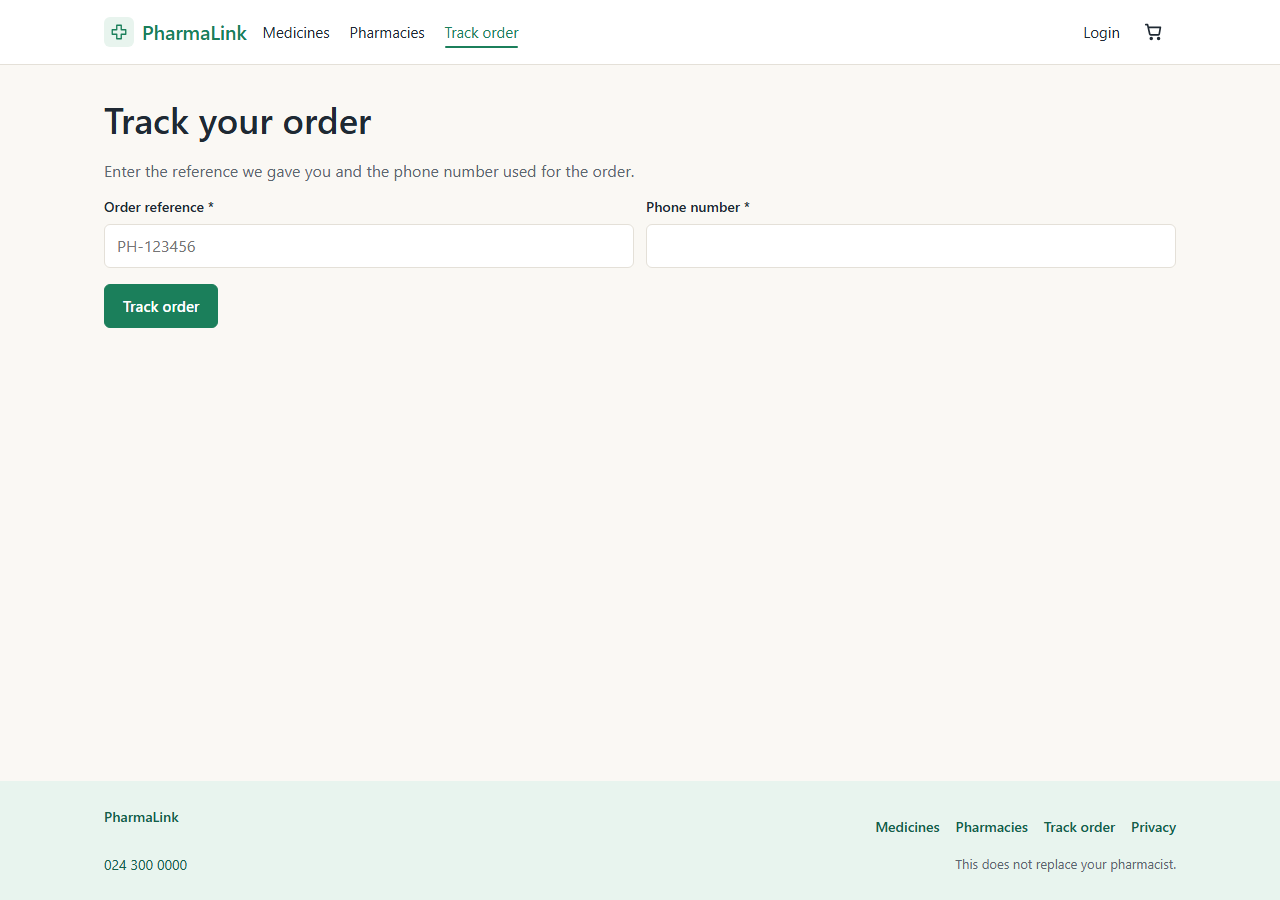 PharmaLink Medicines Pharmacies Track order Login
Track your order
Enter the reference we gave you and the phone number used for the order.
Order reference * Phone number *
PH-123456
Track order
PharmaLink
Medicines Pharmacies Track order Privacy
024 300 0000 This does not replace your pharmacist.